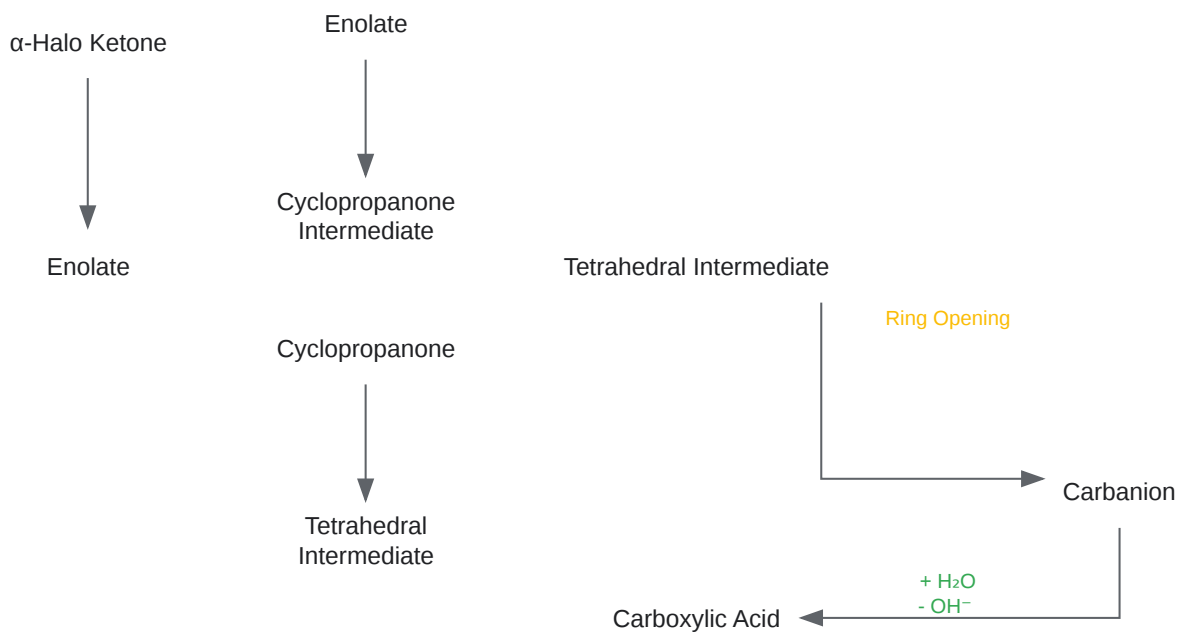 α-Halo Ketone
Enolate
Enolate
Cyclopropanone
Intermediate
Cyclopropanone
Tetrahedral
Intermediate
Tetrahedral Intermediate
Ring Opening
Carbanion
+ H₂O
- OH⁻
Carboxylic Acid